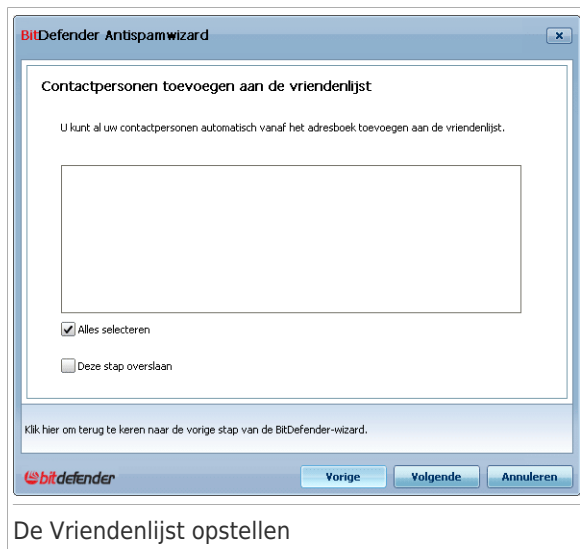 BitDefender Antispamwizard
Contactpersonen toevoegen aan de vriendenlijst
U kunt al uw contactpersonen automatisch vanaf het adresboek toevoegen aan de vriendenlijst.
Alles selecteren
Deze stap overslaan
Klik hier om terug te keren naar de vorige stap van de BitDefender-wizard.
bitdefender
Vorige
Volgende
Annuleren
De Vriendenlijst opstellen